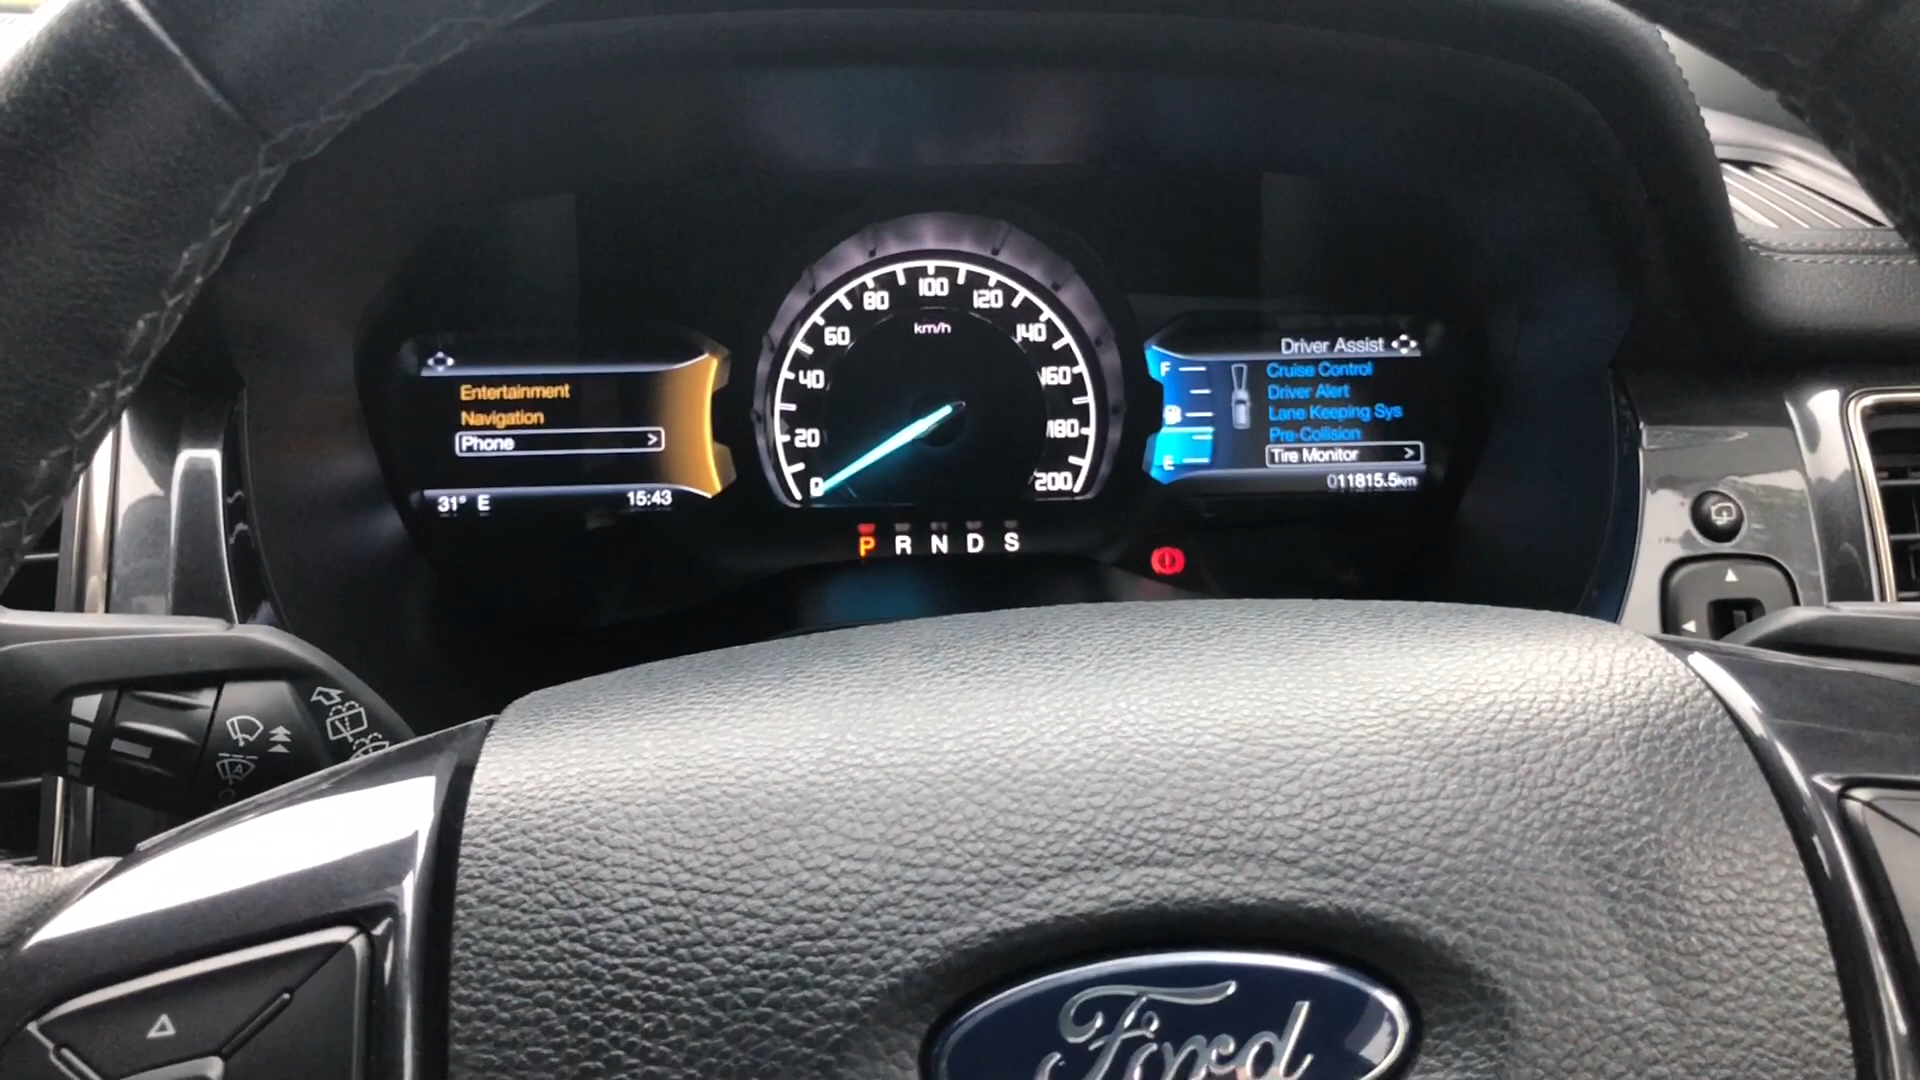 Entertainment
Navigation
Phone >
31° E 15:43
0 20 40 60 80 100 120 140 160 180 200
km/h
P R N D S
Driver Assist
Cruise Control
Driver Alert
Lane Keeping Sys
Pre-Collision
Tire Monitor >
011815.5km
F
E
A
Ford